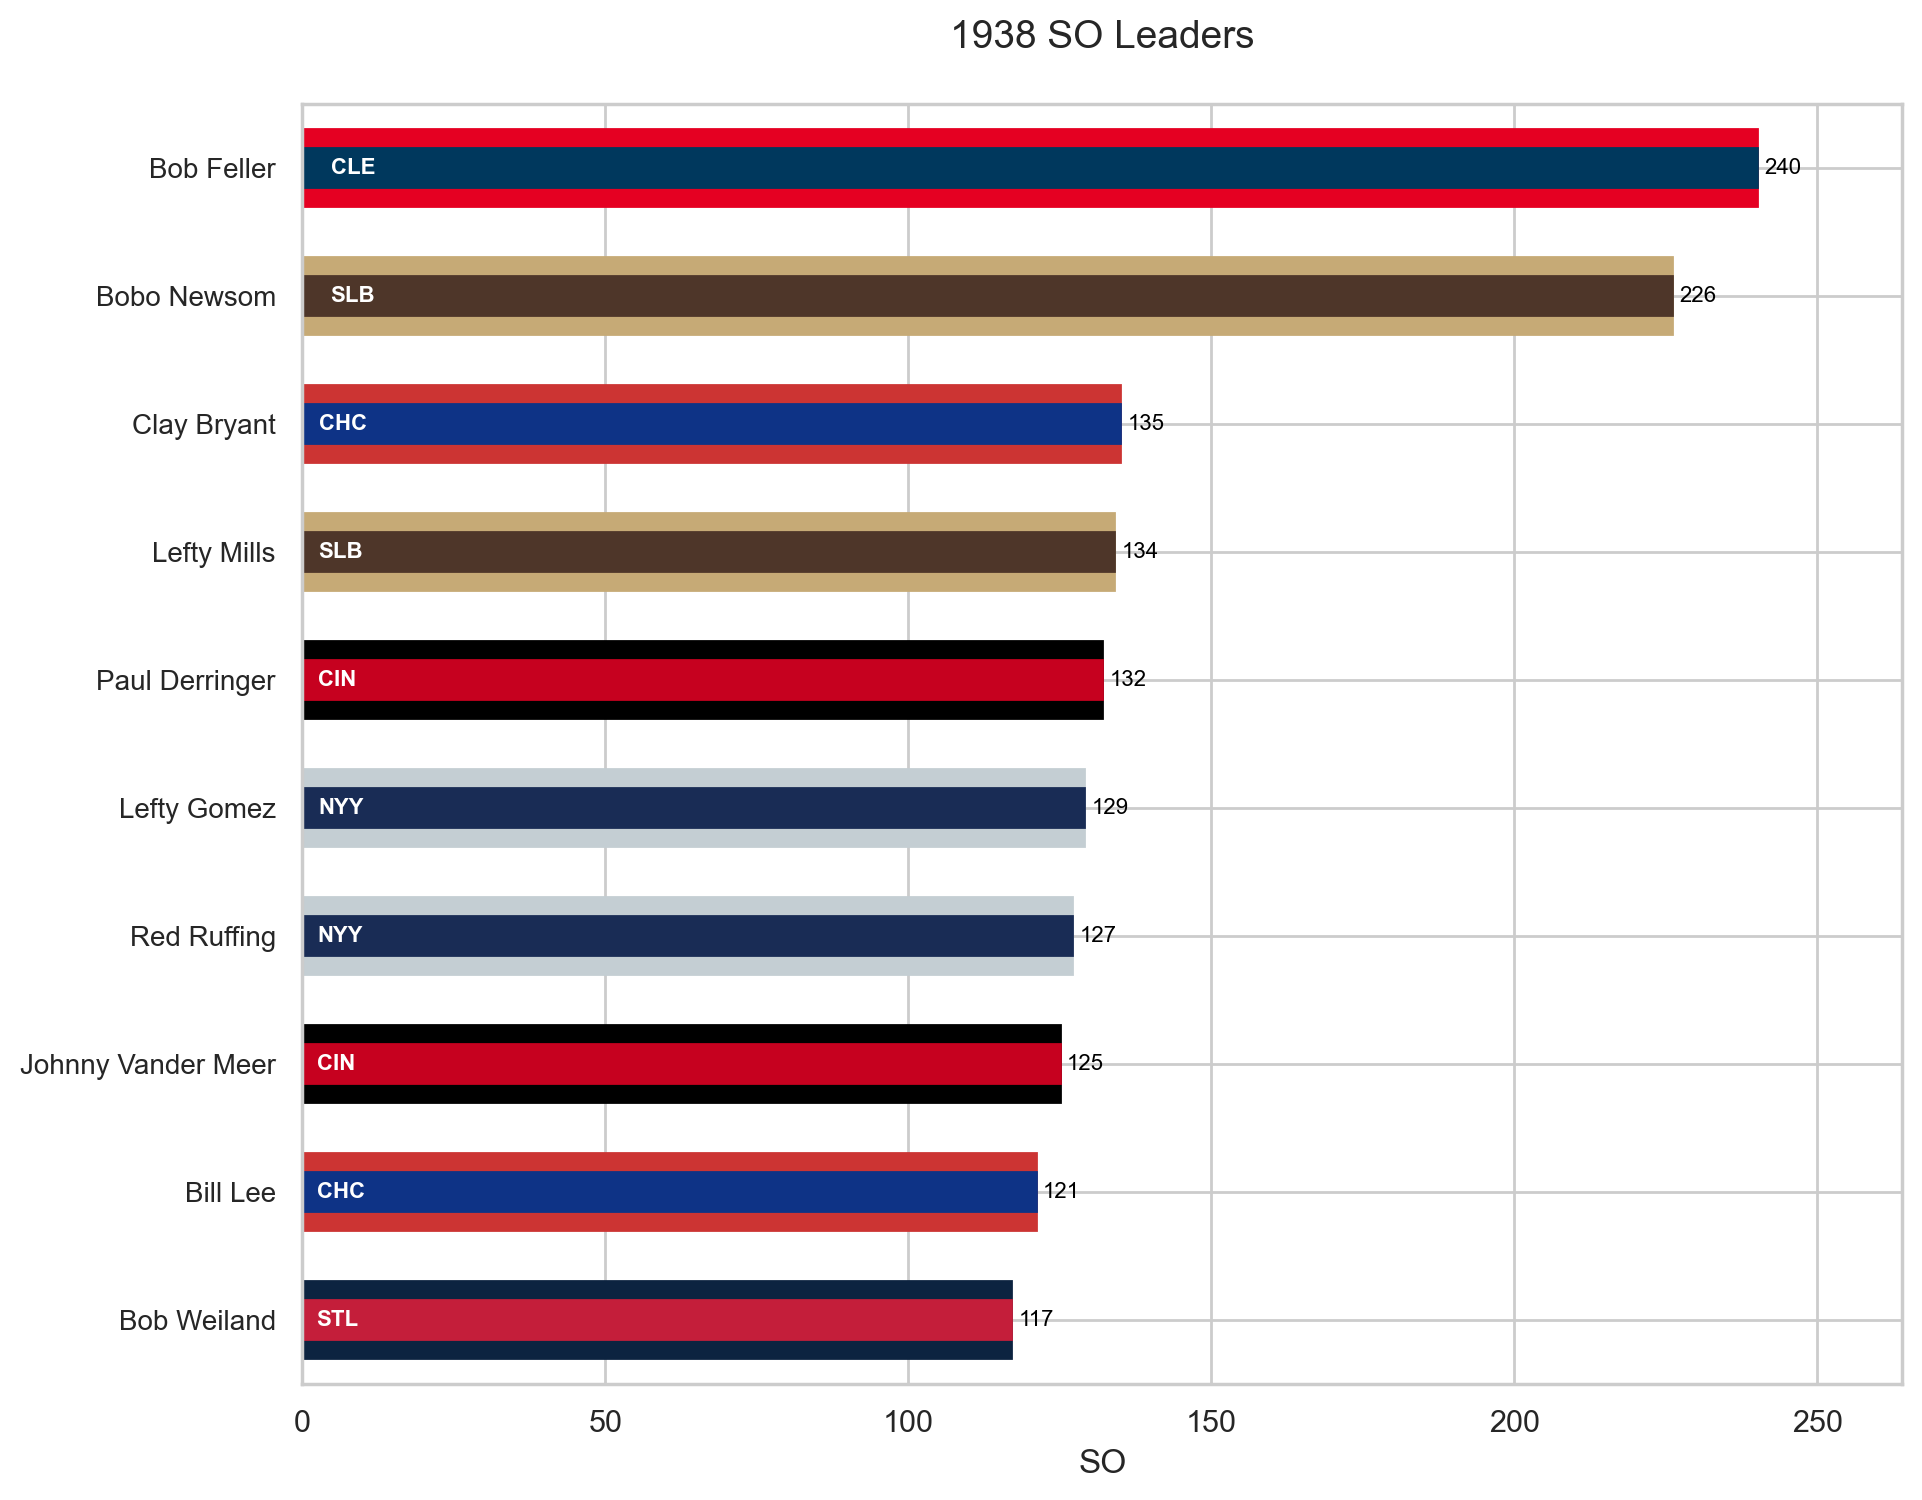 1938 SO Leaders
Bob Feller CLE 240
Bobo Newsom SLB 226
Clay Bryant CHC 135
Lefty Mills SLB 134
Paul Derringer CIN 132
Lefty Gomez NYY 129
Red Ruffing NYY 127
Johnny Vander Meer CIN 125
Bill Lee CHC 121
Bob Weiland STL 117
0 50 100 150 200 250
SO